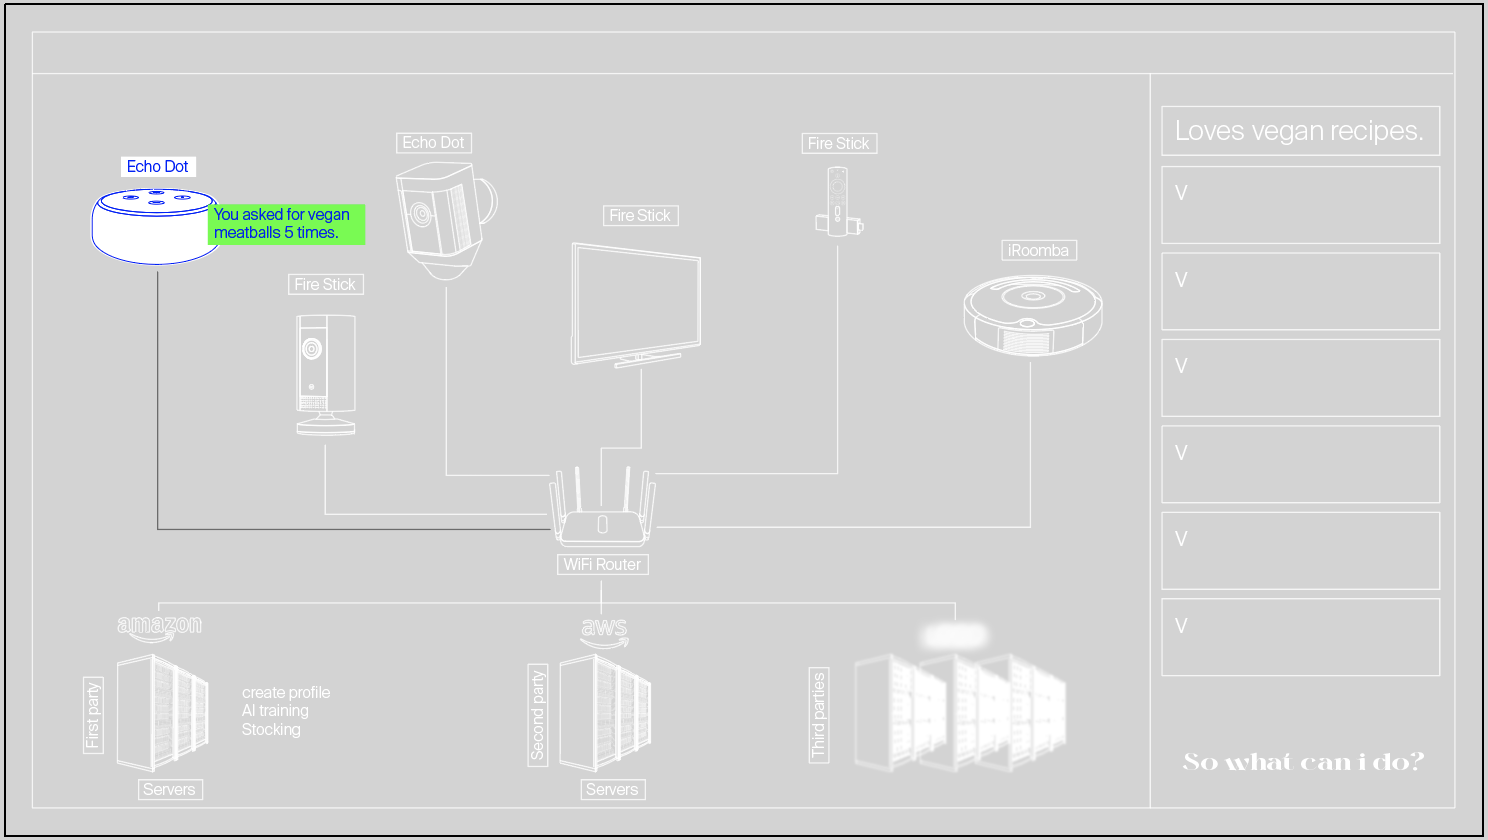 Echo Dot
You asked for vegan
meatballs 5 times.
Echo Dot
Fire Stick
Fire Stick
Fire Stick
iRoomba
WiFi Router
amazon
First party
create profile
AI training
Stocking
Servers
aws
Second party
Servers
Third parties
Loves vegan recipes.
V
V
V
V
V
V
So what can i do?